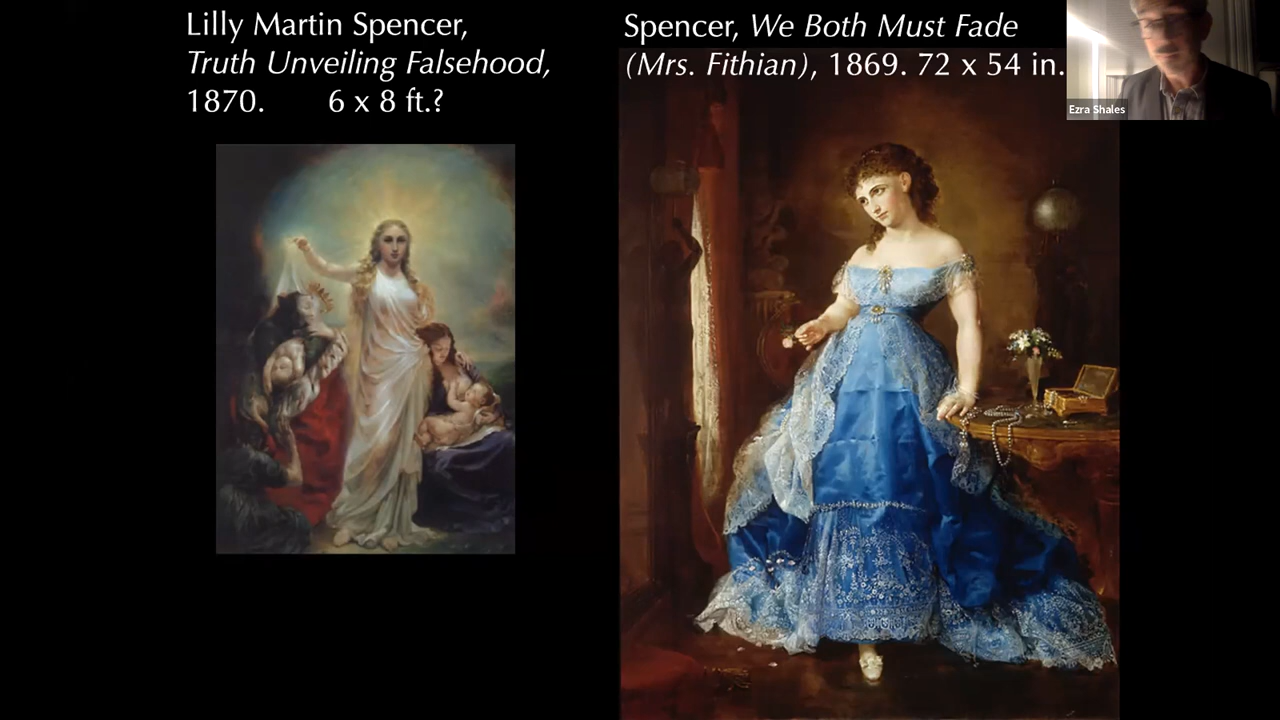 Lilly Martin Spencer,
Truth Unveiling Falsehood,
1870. 6 x 8 ft.?
Spencer, We Both Must Fade
(Mrs. Fithian), 1869. 72 x 54 in.
Ezra Shales